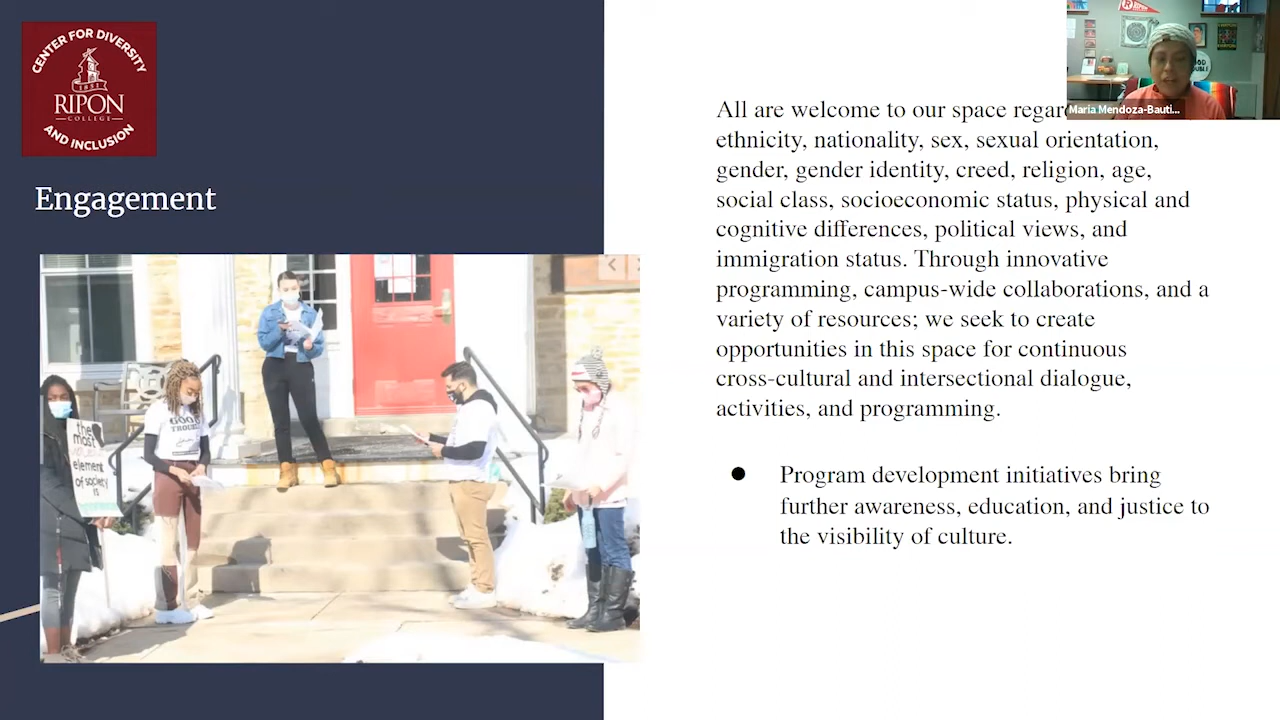 CENTER FOR DIVERSITY
1851
RIPON
COLLEGE
AND INCLUSION
Engagement
the
most
element
of society
is
GOOD
TROUBLE
Maria Mendoza-Bauti...
All are welcome to our space
ethnicity, nationality, sex, sexual orientation,
gender, gender identity, creed, religion, age,
social class, socioeconomic status, physical and
cognitive differences, political views, and
immigration status. Through innovative
programming, campus-wide collaborations, and a
variety of resources; we seek to create
opportunities in this space for continuous
cross-cultural and intersectional dialogue,
activities, and programming.
● Program development initiatives bring
further awareness, education, and justice to
the visibility of culture.